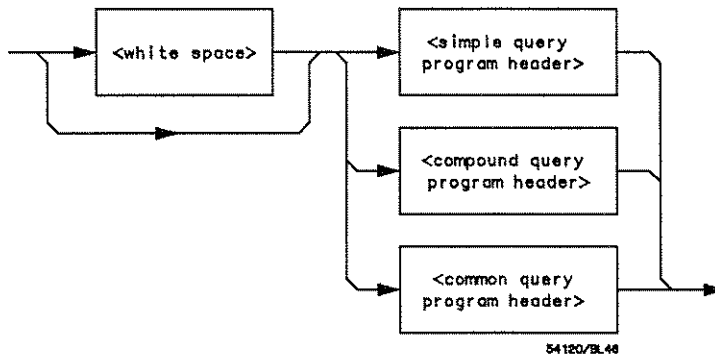 <white space>
<simple query
program header>
<compound query
program header>
<common query
program header>
54120/BL46